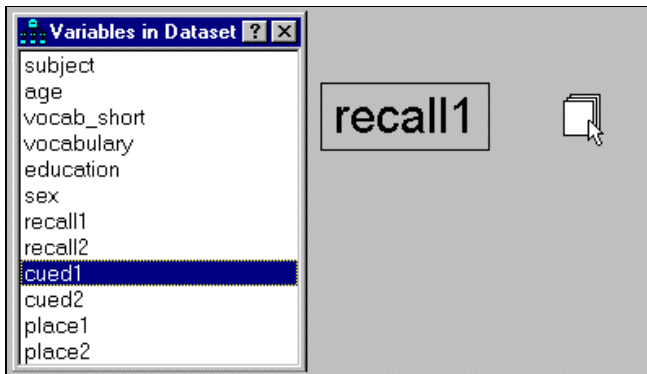 Variables in Dataset ? X
subject
age
vocab_short
vocabulary
education
sex
recall1
recall2
cued1
cued2
place1
place2
recall1